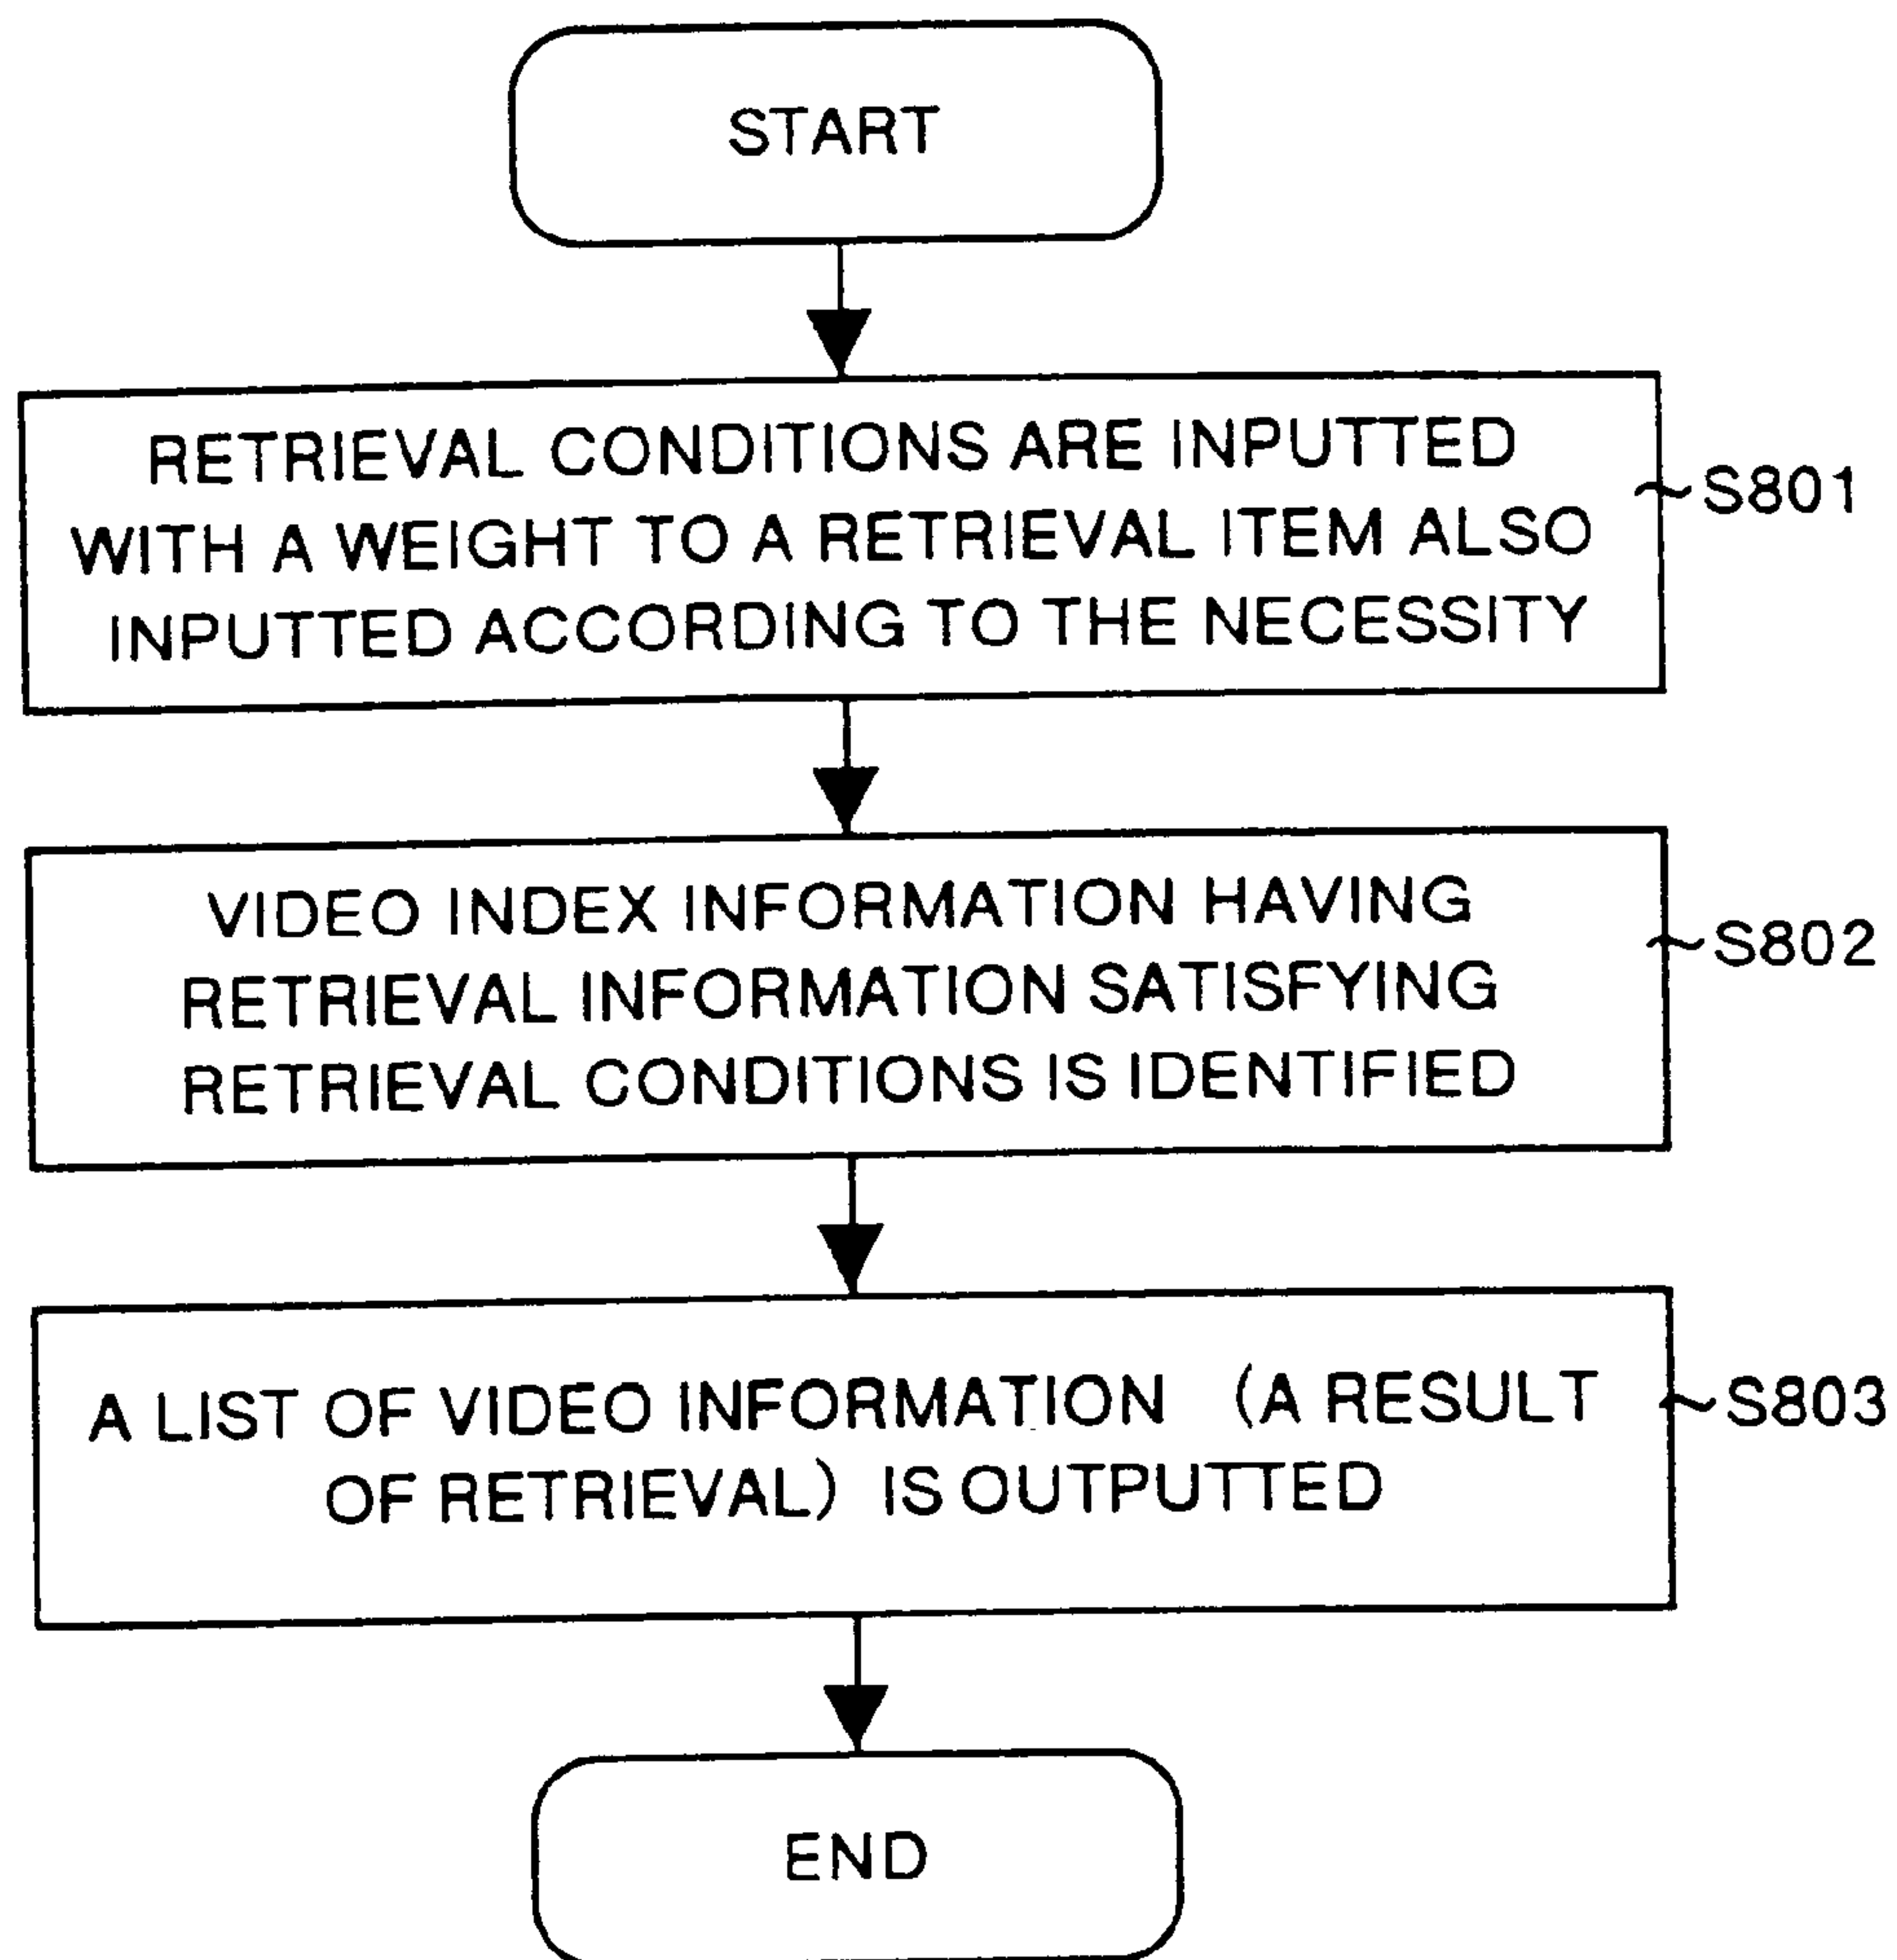 START
RETRIEVAL CONDITIONS ARE INPUTTED
WITH A WEIGHT TO A RETRIEVAL ITEM ALSO
INPUTTED ACCORDING TO THE NECESSITY
S801
VIDEO INDEX INFORMATION HAVING
RETRIEVAL INFORMATION SATISFYING
RETRIEVAL CONDITIONS IS IDENTIFIED
S802
A LIST OF VIDEO INFORMATION (A RESULT
OF RETRIEVAL) IS OUTPUTTED
S803
END